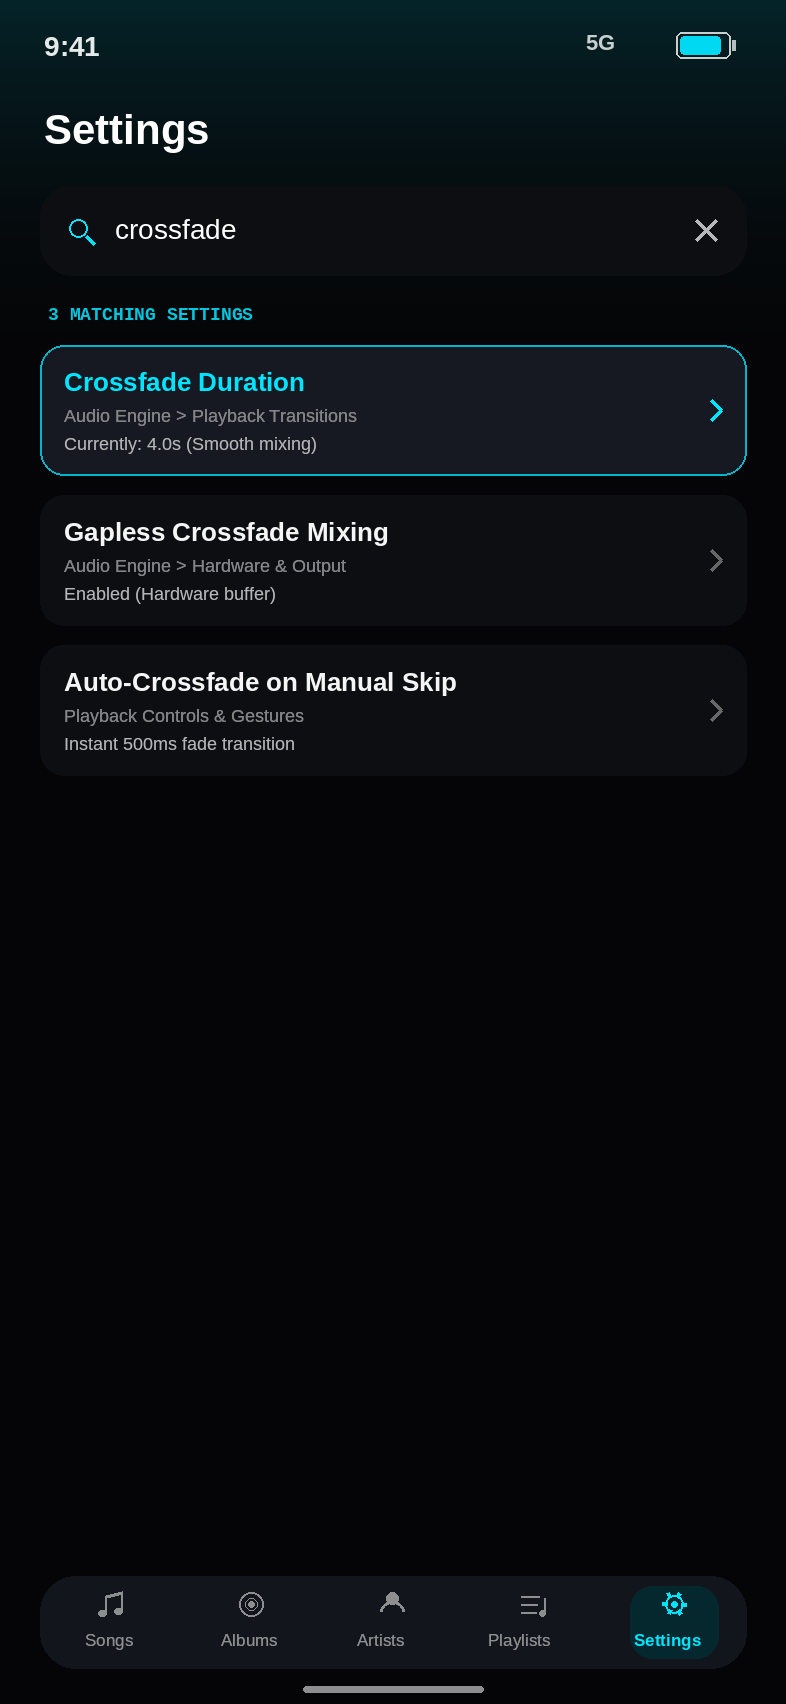 9:41
5G
Settings
crossfade
3 MATCHING SETTINGS
Crossfade Duration
Audio Engine > Playback Transitions
Currently: 4.0s (Smooth mixing)
Gapless Crossfade Mixing
Audio Engine > Hardware & Output
Enabled (Hardware buffer)
Auto-Crossfade on Manual Skip
Playback Controls & Gestures
Instant 500ms fade transition
Songs
Albums
Artists
Playlists
Settings